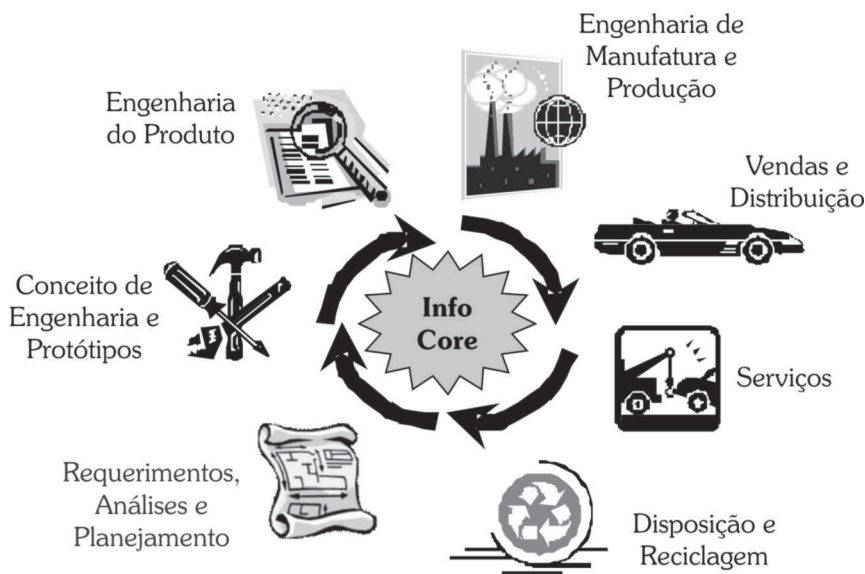 Engenharia de
Manufatura e
Produção
Engenharia
do Produto
Vendas e
Distribuição
Conceito de
Engenharia e
Protótipos
Info
Core
Serviços
Requerimentos,
Análises e
Planejamento
Disposição e
Reciclagem